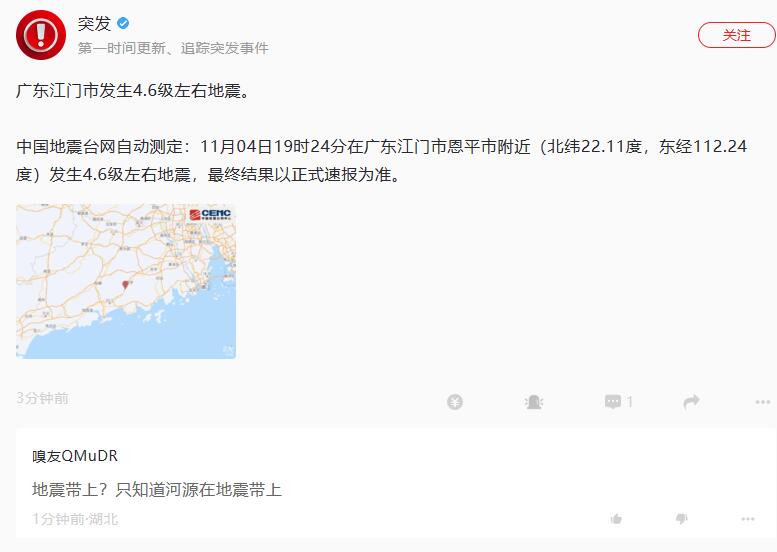 突发
关注
第一时间更新、追踪突发事件
广东江门市发生4.6级左右地震。
中国地震台网自动测定：11月04日19时24分在广东江门市恩平市附近（北纬22.11度，东经112.24
度）发生4.6级左右地震，最终结果以正式速报为准。
CENC
3分钟前
1
嗅友QMuDR
地震带上？只知道河源在地震带上
1分钟前·湖北